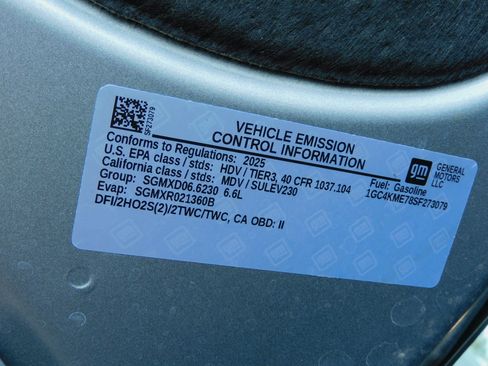 SF273079
VEHICLE EMISSION
CONTROL INFORMATION
Conforms to Regulations: 2025
U.S. EPA class / stds: HDV / TIER3, 40 CFR 1037.104
California class / stds: MDV / SULEV230
Group: SGMXD06.6230 6.6L
Evap: SGMXR021360B
DFI/2HO2S(2)/2TWC/TWC, CA OBD: II
gm
GENERAL
MOTORS
LLC
Fuel: Gasoline
1GC4KME78SF273079